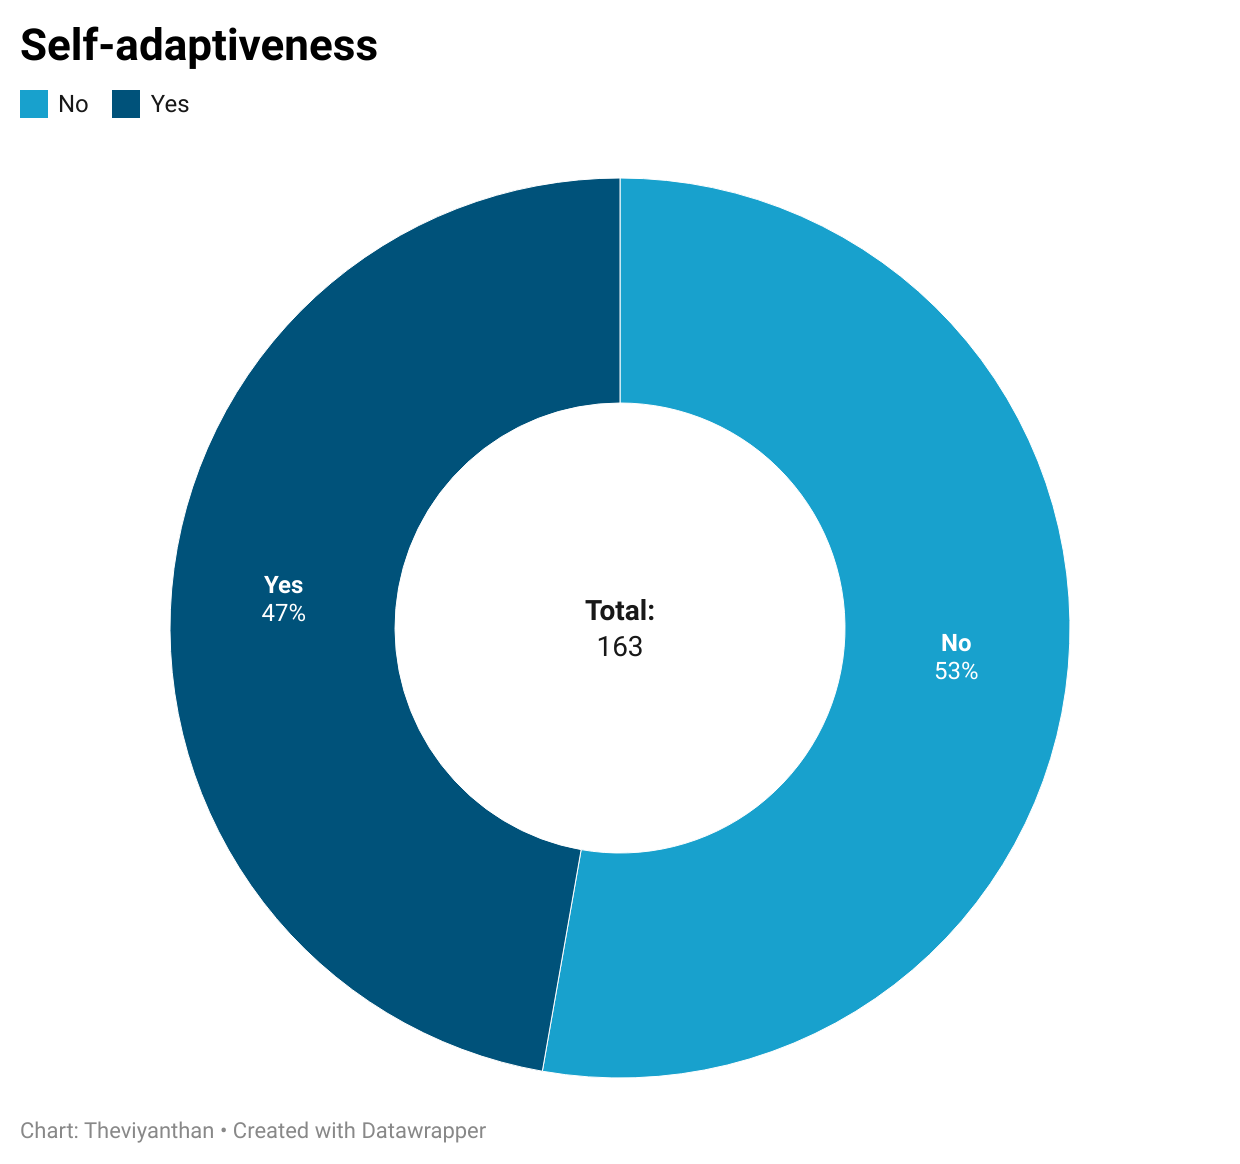 Self-adaptiveness
No Yes
Yes
47%
Total:
163
No
53%
Chart: Theviyanthan • Created with Datawrapper